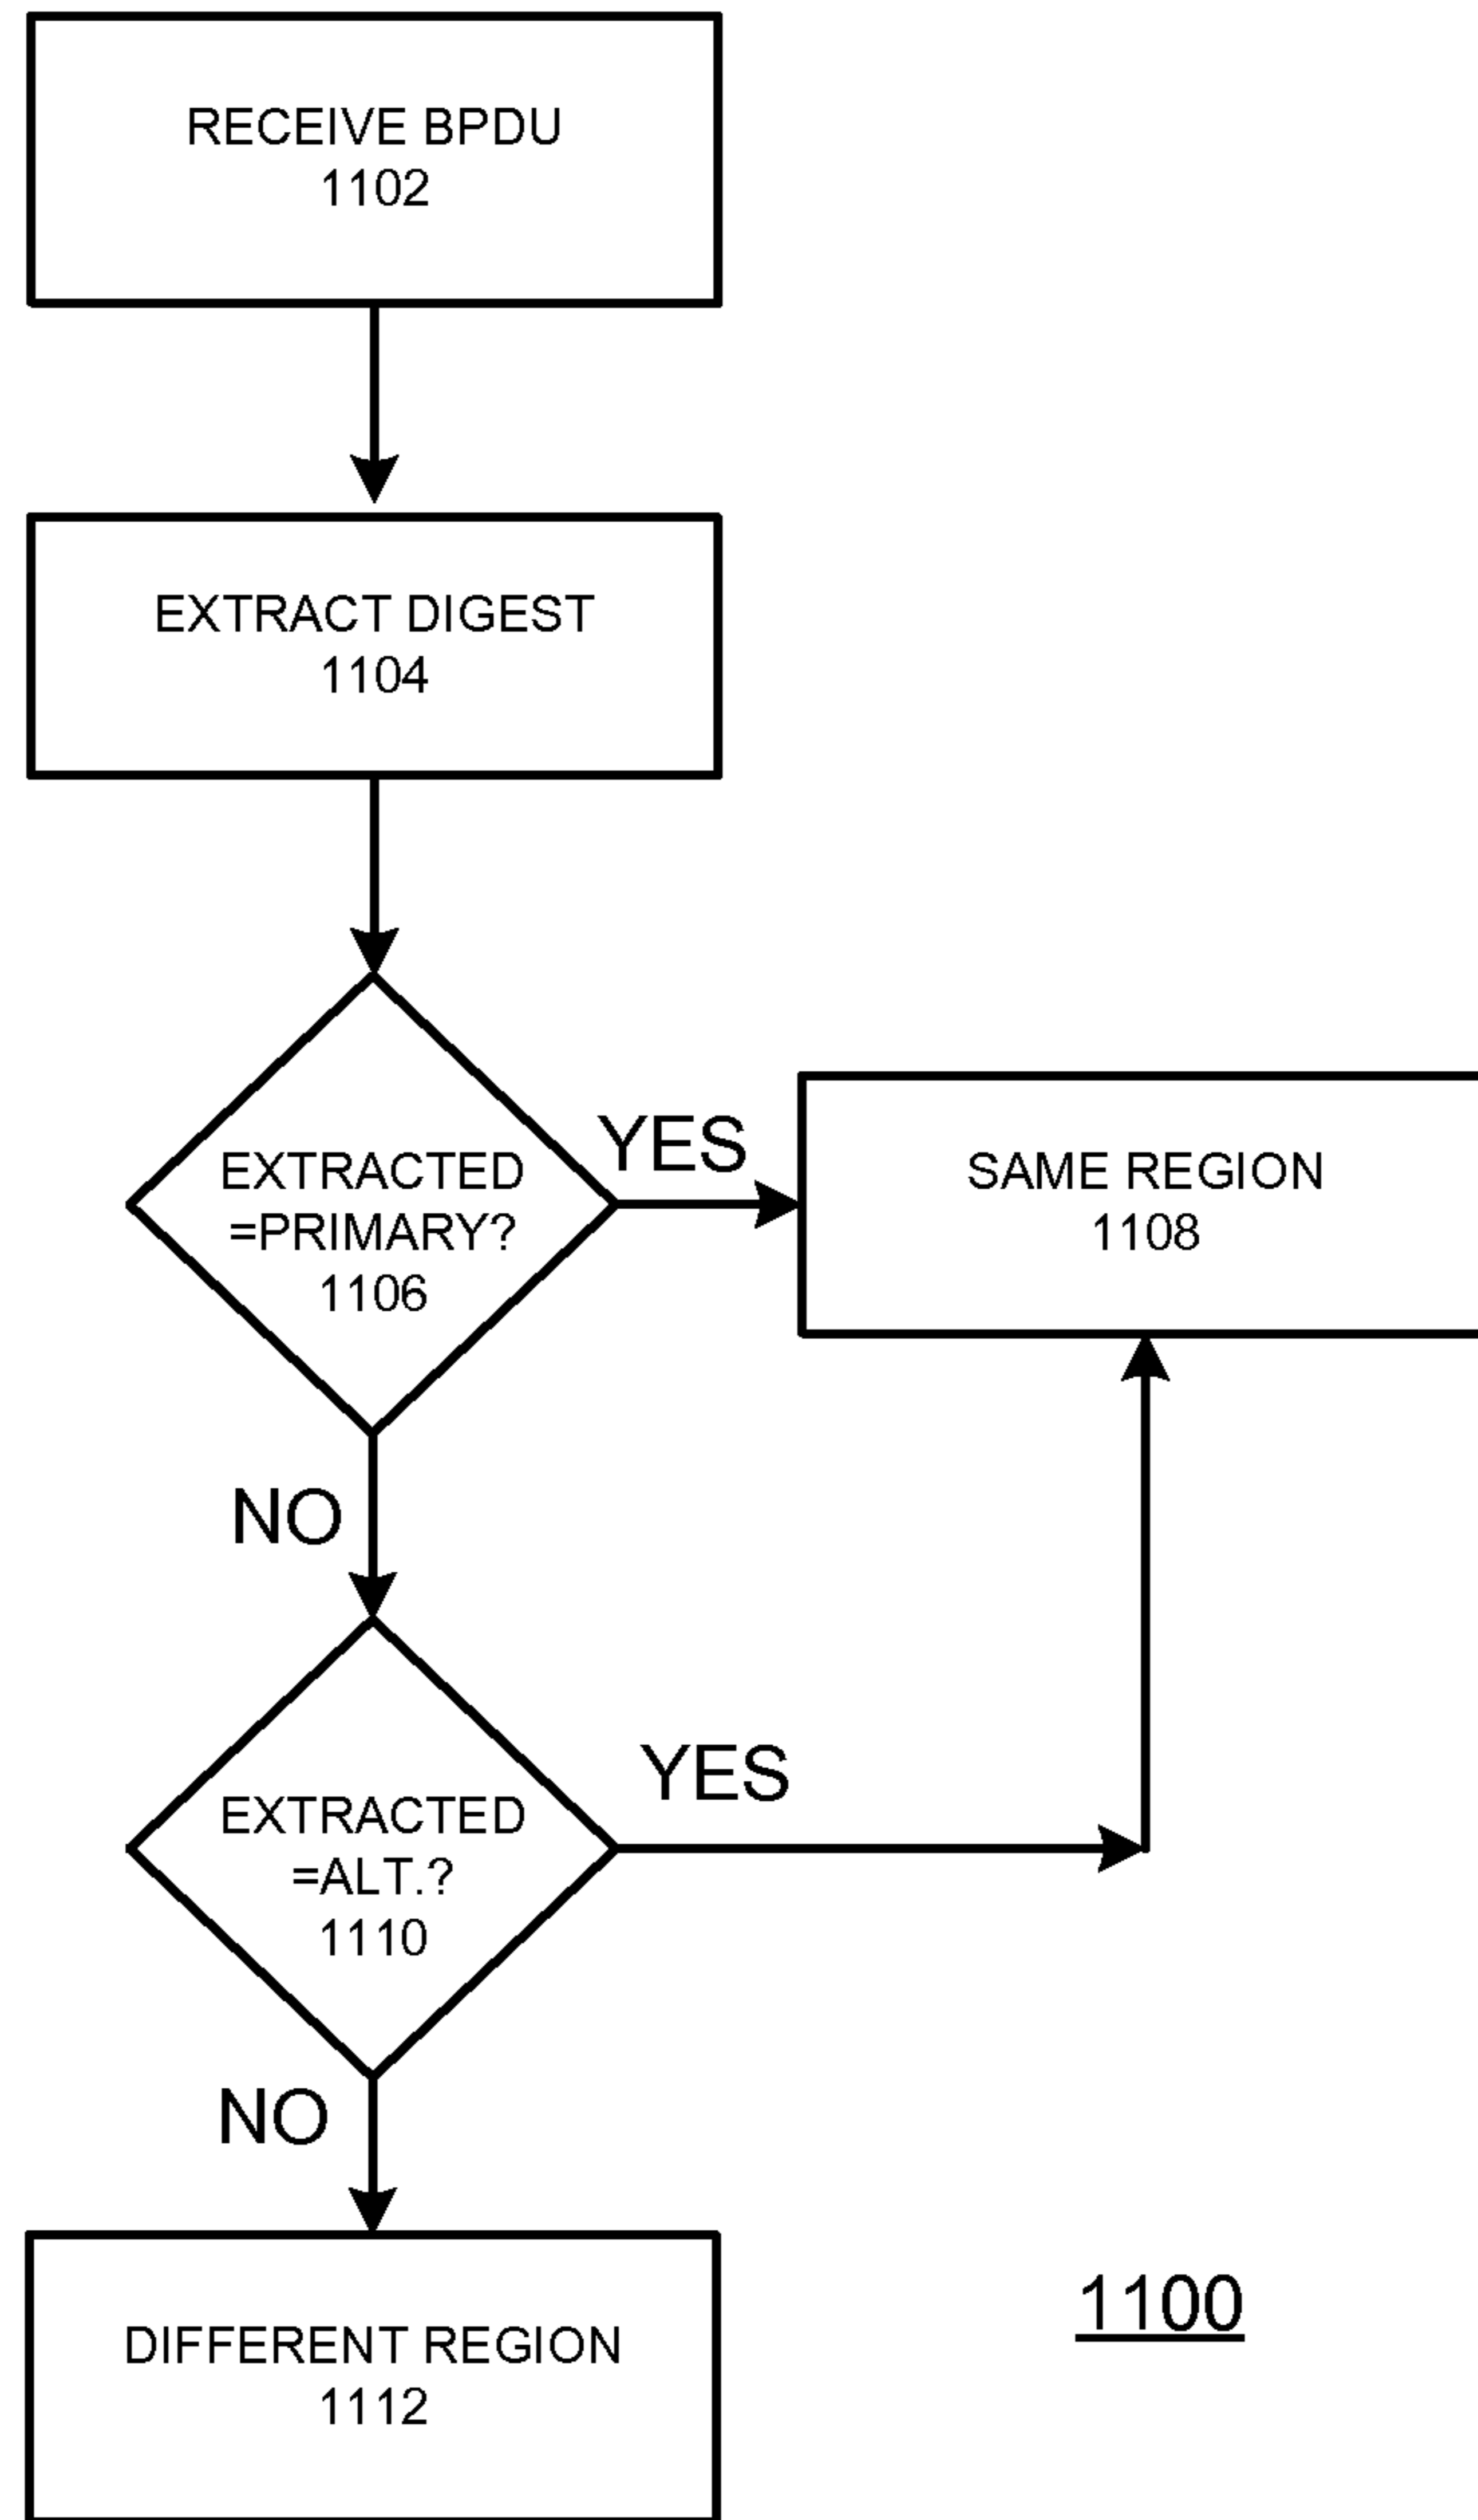 RECEIVE BPDU
1102
EXTRACT DIGEST
1104
EXTRACTED
=PRIMARY?
1106
YES
SAME REGION
1108
NO
EXTRACTED
=ALT.?
1110
YES
NO
DIFFERENT REGION
1112
1100